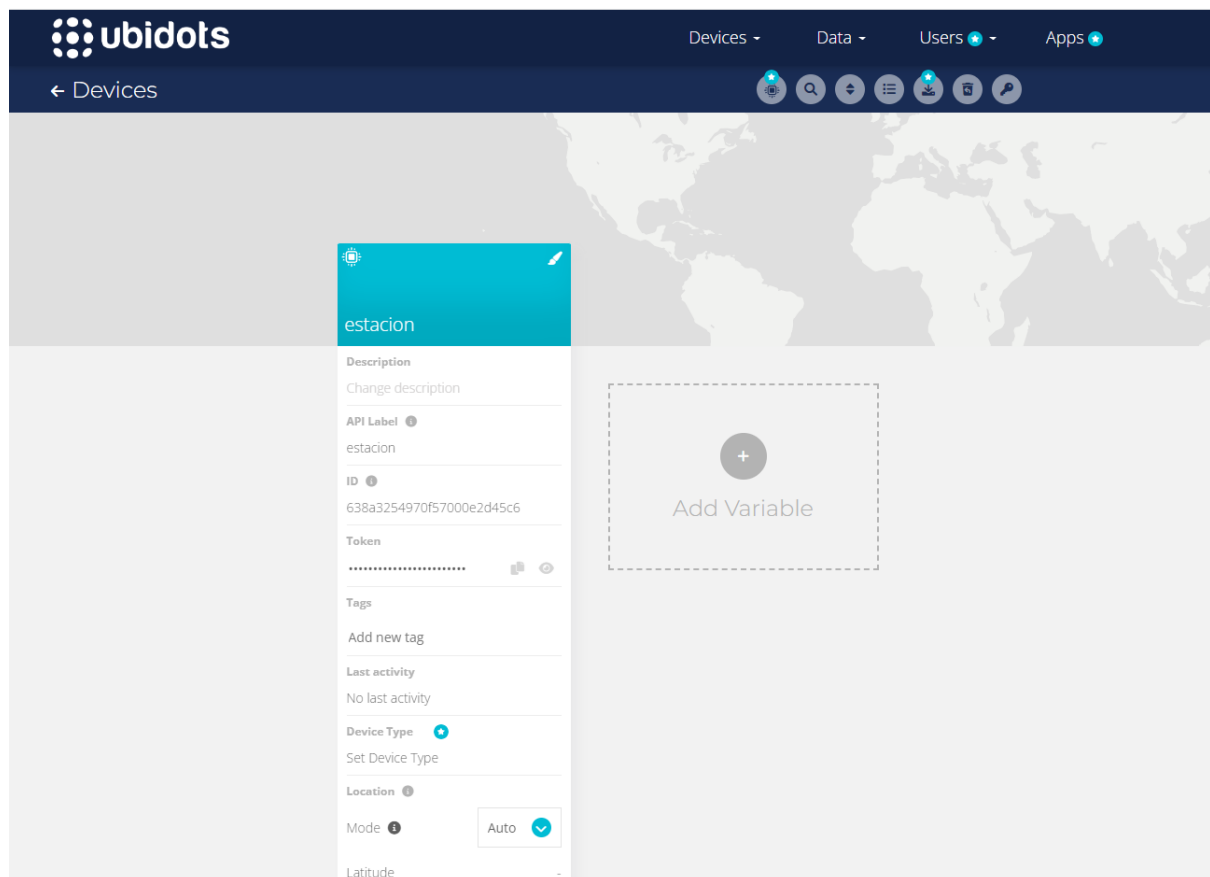 ubidots
Devices Data Users Apps
← Devices
estacion
Description
Change description
API Label
estacion
ID
638a3254970f57000e2d45c6
Token
························
Tags
Add new tag
Last activity
No last activity
Device Type
Set Device Type
Location
Mode Auto
Latitude -
+
Add Variable